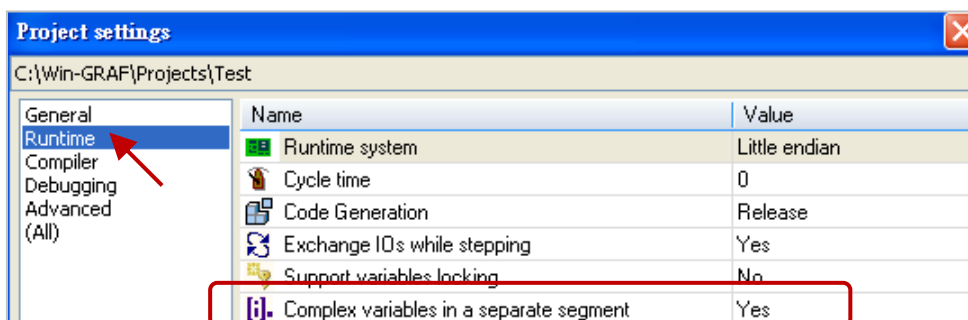 Project settings
C:\Win-GRAF\Projects\Test
General
Runtime
Compiler
Debugging
Advanced
(All)
Name Value
Runtime system Little endian
Cycle time 0
Code Generation Release
Exchange IOs while stepping Yes
Support variables locking No
Complex variables in a separate segment Yes